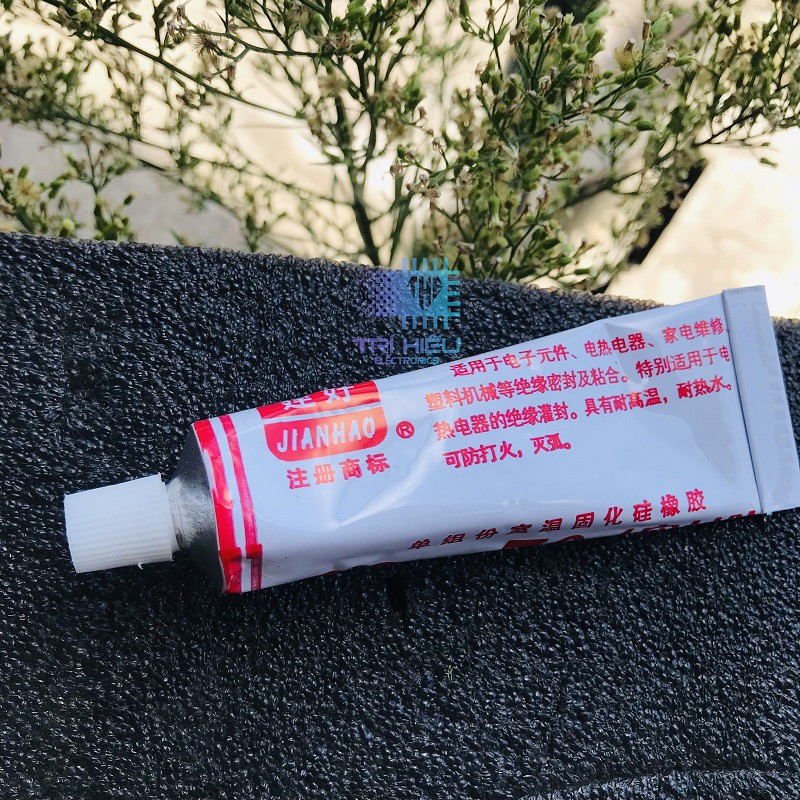 TRI HIEU
ELECTRONICS
适用于电子元件、电热电器、家电维修、
塑料机械等绝缘密封及粘合。特别适用于电
热电器的绝缘灌封。具有耐高温，耐热水。
可防打火，灭弧。
JIANHAO ®
注册商标
单组份室温固化硅橡胶